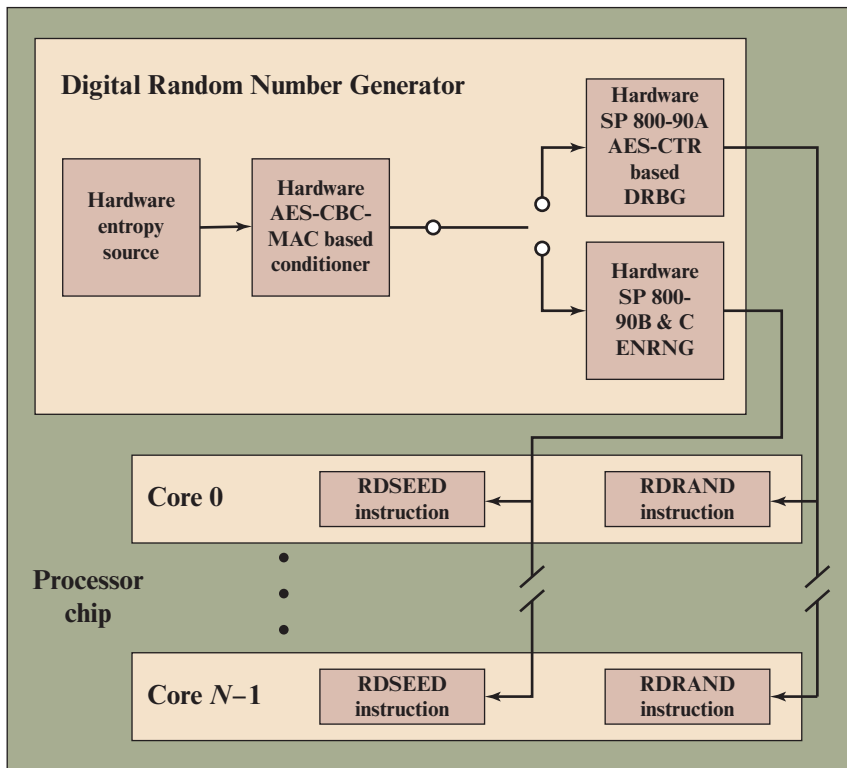 Digital Random Number Generator
Hardware
entropy
source
Hardware
AES-CBC-
MAC based
conditioner
Hardware
SP 800-90A
AES-CTR
based
DRBG
Hardware
SP 800-
90B & C
ENRNG
Core 0
RDSEED
instruction
RDRAND
instruction
Processor
chip
Core N–1
RDSEED
instruction
RDRAND
instruction